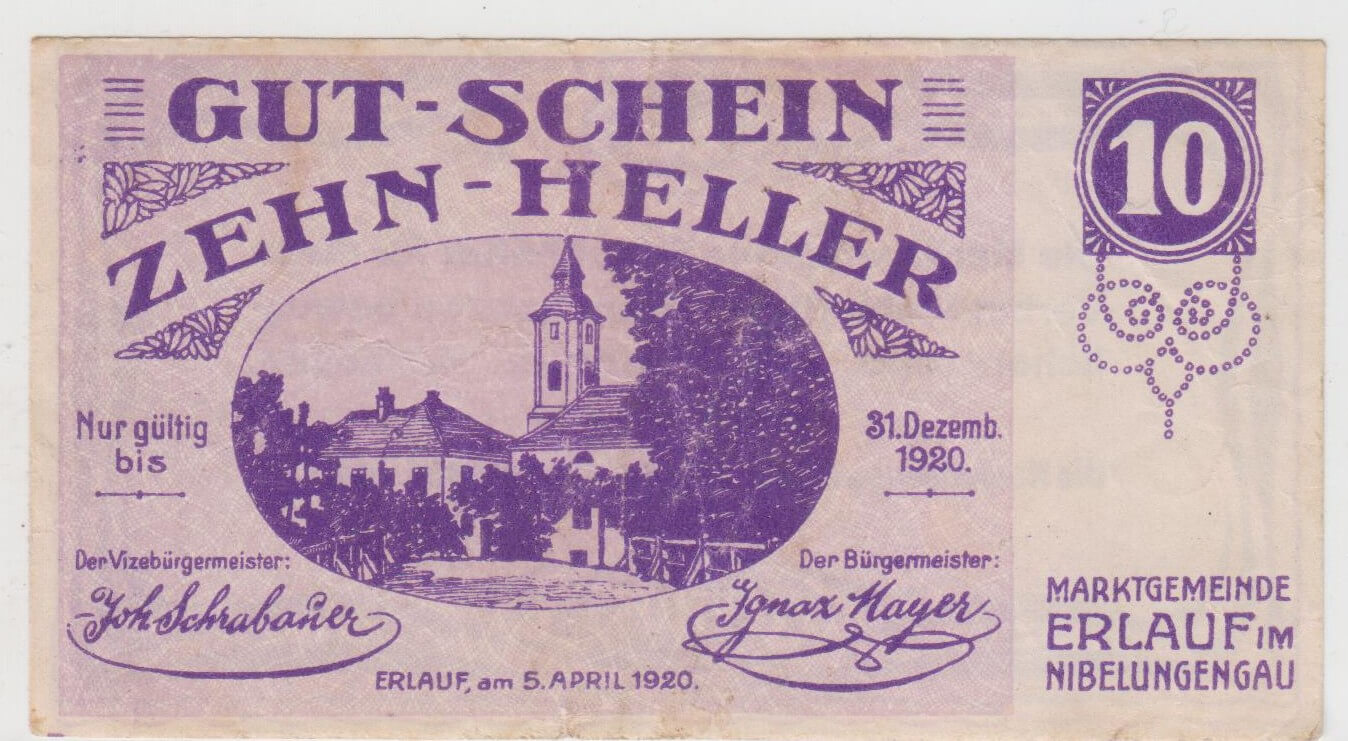 GUT-SCHEIN
ZEHN-HELLER
10
Nur gültig
bis
31. Dezemb.
1920.
Der Vizebürgermeister:
Joh Schrabauer
Der Bürgermeister:
Ignaz Mayer
ERLAUF, am 5. APRIL 1920.
MARKTGEMEINDE
ERLAUF IM
NIBELUNGENGAU